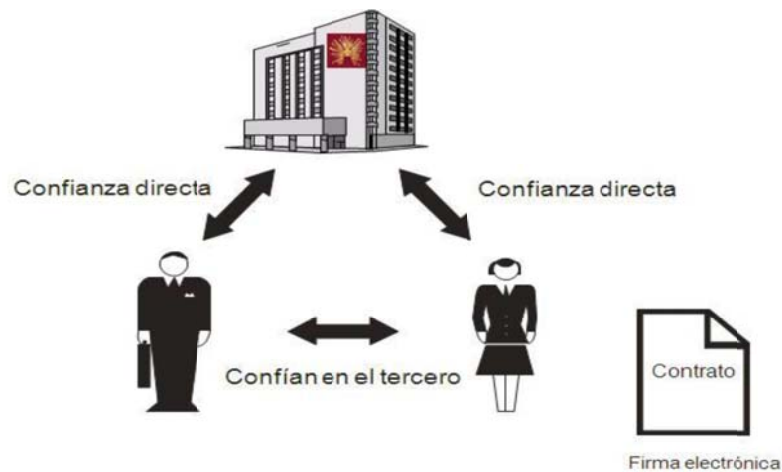 Confianza directa
Confianza directa
Confían en el tercero
Contrato
Firma electrónica